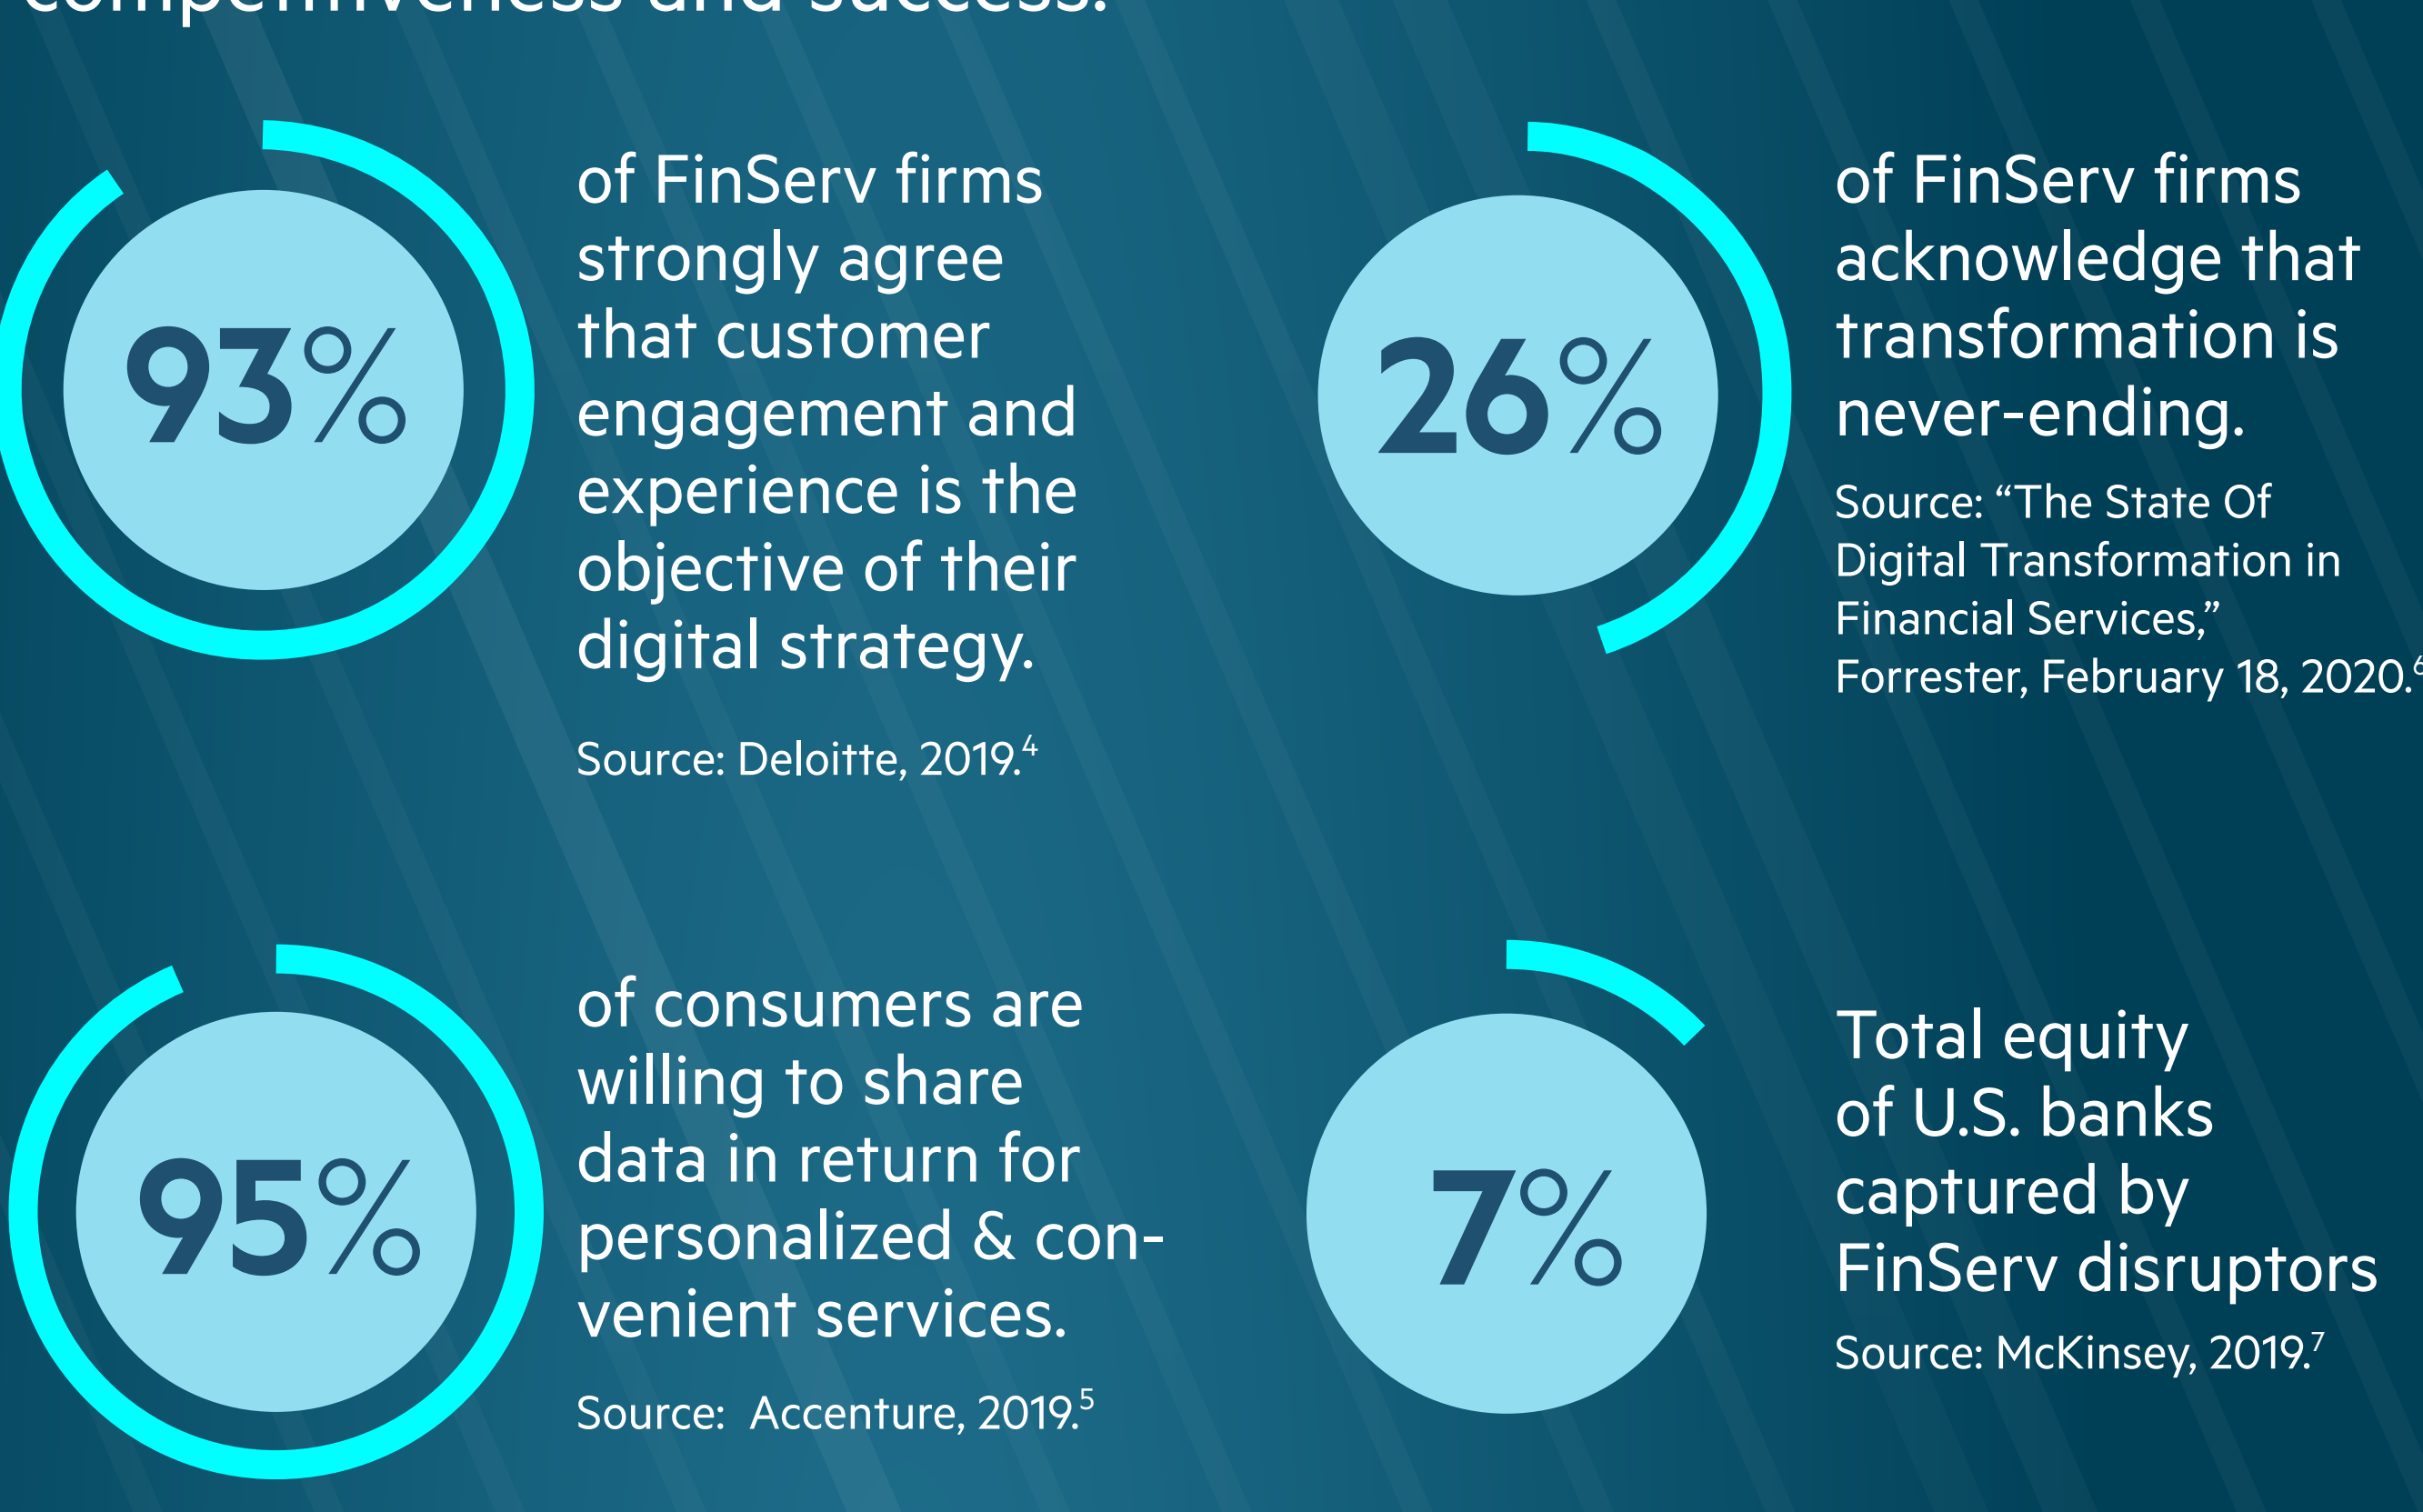 competitiveness and success.
93%
of FinServ firms
strongly agree
that customer
engagement and
experience is the
objective of their
digital strategy.
Source: Deloitte, 2019.⁴
26%
of FinServ firms
acknowledge that
transformation is
never-ending.
Source: “The State Of
Digital Transformation in
Financial Services,”
Forrester, February 18, 2020.⁶
95%
of consumers are
willing to share
data in return for
personalized & con-
venient services.
Source: Accenture, 2019.⁵
7%
Total equity
of U.S. banks
captured by
FinServ disruptors
Source: McKinsey, 2019.⁷